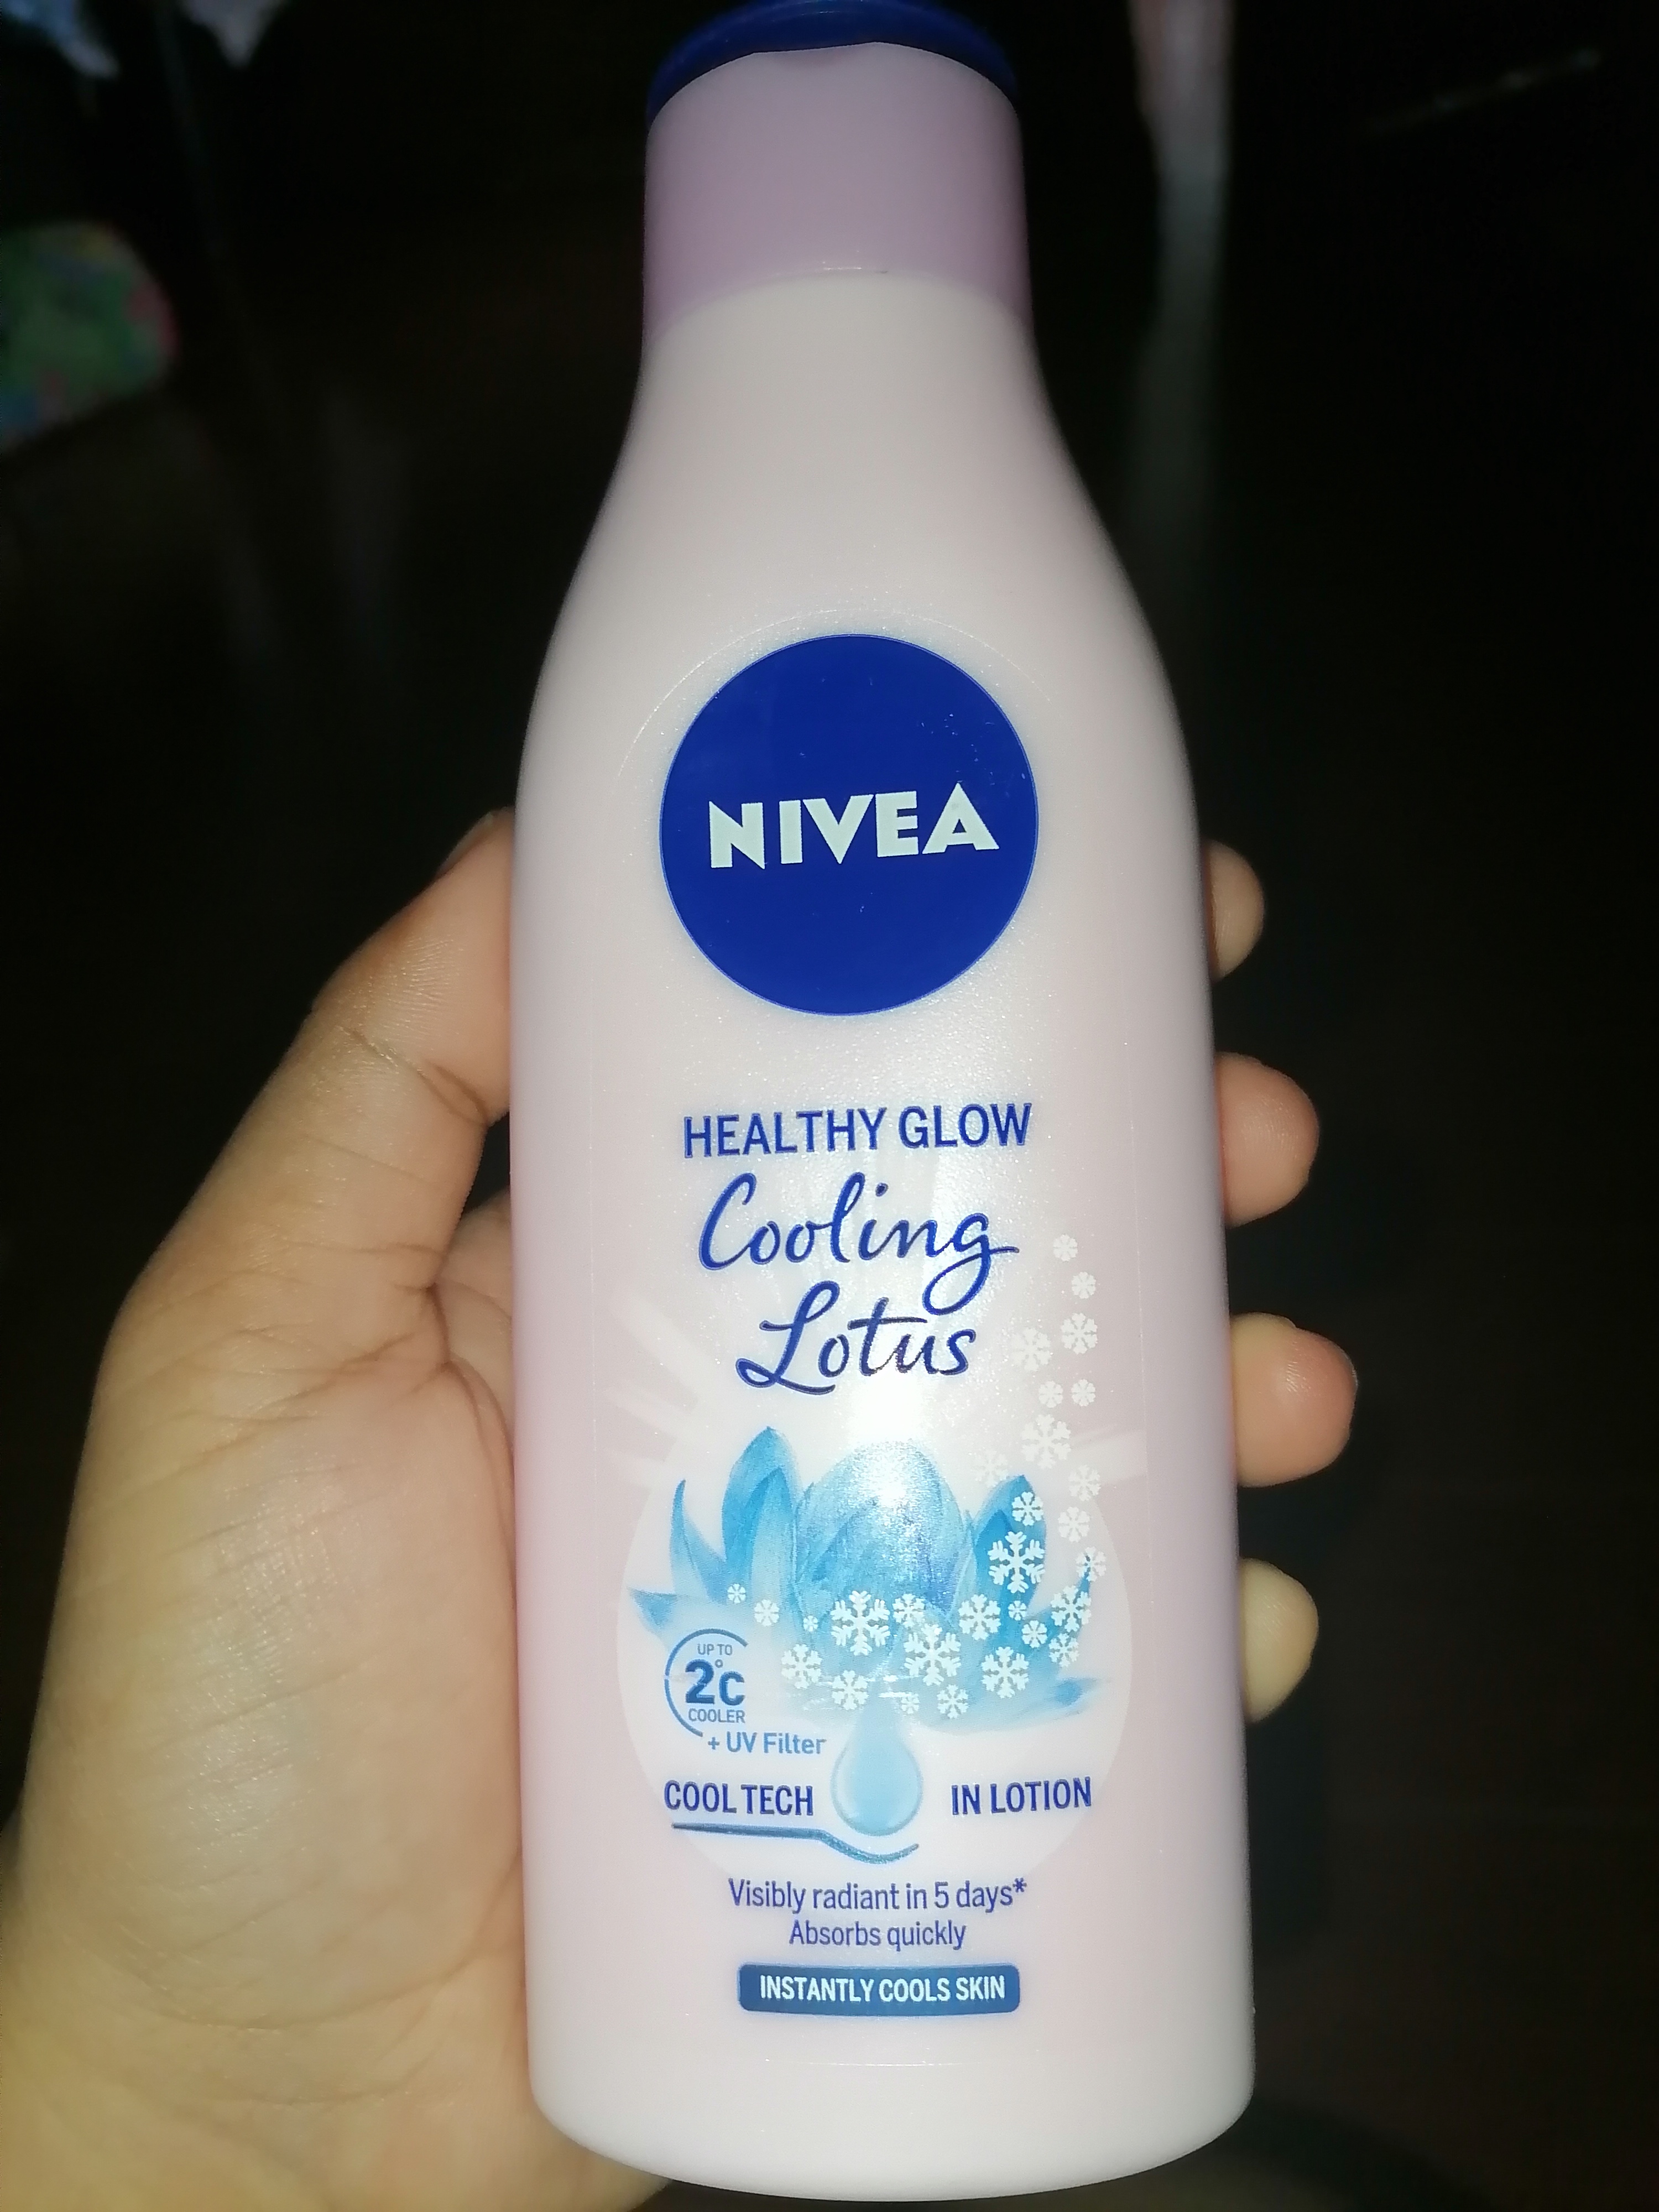 NIVEA
HEALTHY GLOW
Cooling
Lotus
UP TO
2°C
COOLER
+ UV Filter
COOL TECH IN LOTION
Visibly radiant in 5 days*
Absorbs quickly
INSTANTLY COOLS SKIN